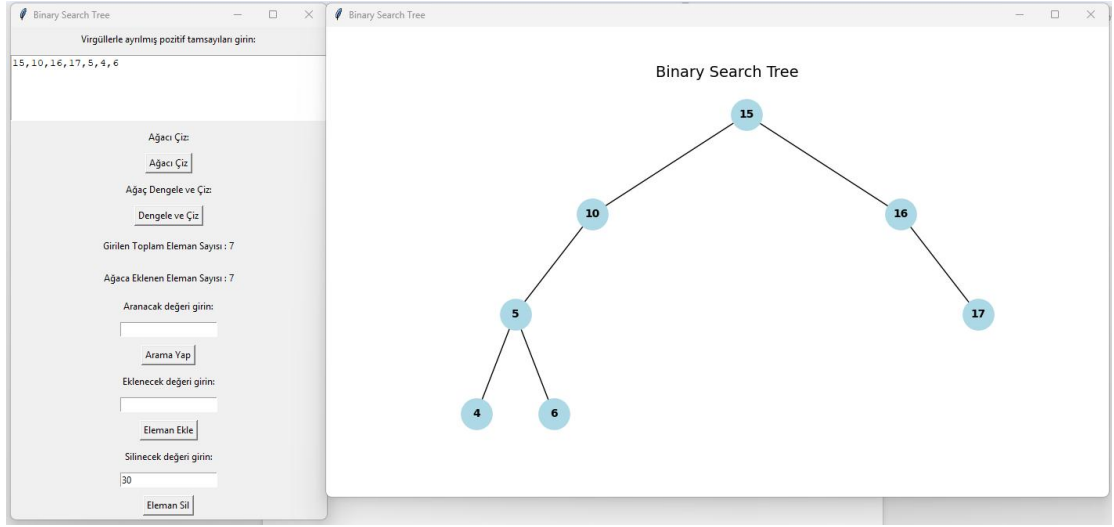 Binary Search Tree
Virgüllerle ayrılmış pozitif tamsayıları girin:
15,10,16,17,5,4,6
Ağacı Çiz:
Ağacı Çiz
Ağaç Dengele ve Çiz:
Dengele ve Çiz
Girilen Toplam Eleman Sayısı : 7
Ağaca Eklenen Eleman Sayısı : 7
Aranacak değeri girin:
Arama Yap
Eklenecek değeri girin:
Eleman Ekle
Silinecek değeri girin:
30
Eleman Sil
Binary Search Tree
Binary Search Tree
15
10 16
5 17
4 6